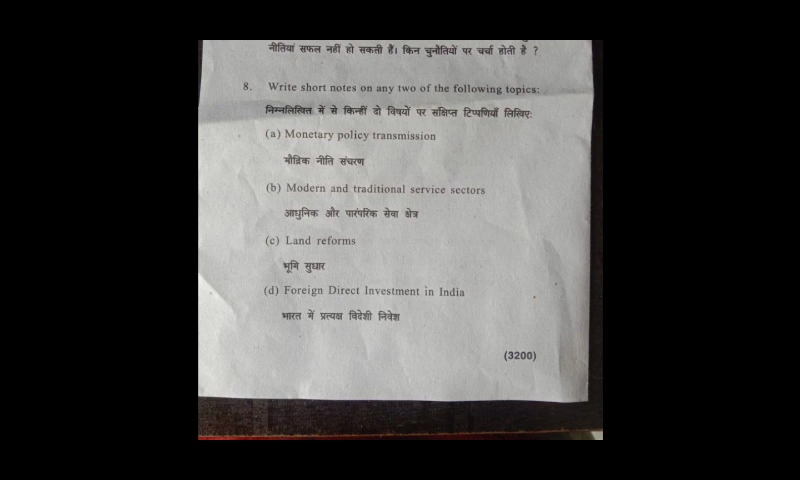 नीतियां सफल नहीं हो सकती हैं। किन चुनौतियों पर चर्चा होती है ?
8. Write short notes on any two of the following topics:
निम्नलिखित में से किन्हीं दो विषयों पर संक्षिप्त टिप्पणियाँ लिखिए:
(a) Monetary policy transmission
मौद्रिक नीति संचरण
(b) Modern and traditional service sectors
आधुनिक और पारंपरिक सेवा क्षेत्र
(c) Land reforms
भूमि सुधार
(d) Foreign Direct Investment in India
भारत में प्रत्यक्ष विदेशी निवेश
(3200)